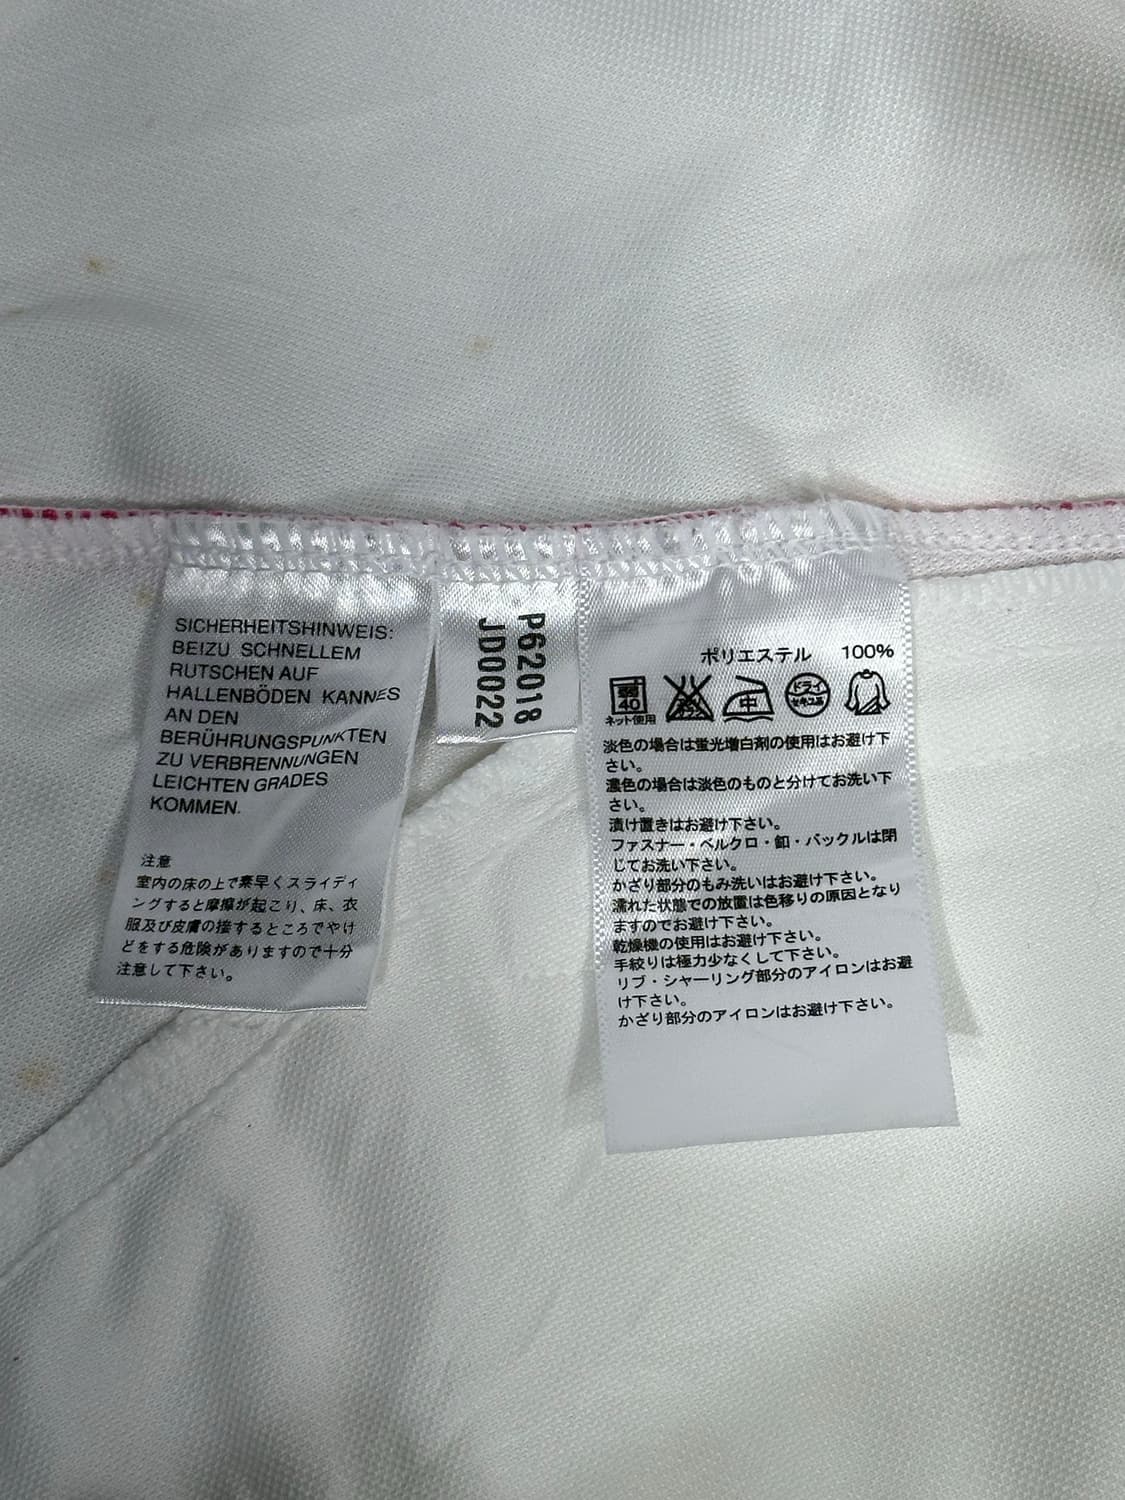 SICHERHEITSHINWEIS:
BEIZU SCHNELLEM
RUTSCHEN AUF
HALLENBÖDEN KANNES
AN DEN
BERÜHRUNGSPUNKTEN
ZU VERBRENNUNGEN
LEICHTEN GRADES
KOMMEN.
注意
室内の床の上で素早くスライディ
ングすると摩擦が起こり、床、衣
服及び皮膚の接するところでやけ
どをする危険がありますので十分
注意して下さい。
P62018
JD0022
ポリエステル 100%
弱
40
ネット使用
中
ドライ
セキユ系
淡色の場合は蛍光増白剤の使用はお避け下
さい。
濃色の場合は淡色のものと分けてお洗い下
さい。
漬け置きはお避け下さい。
ファスナー・ベルクロ・釦・バックルは閉
じてお洗い下さい。
かざり部分のもみ洗いはお避け下さい。
濡れた状態での放置は色移りの原因となり
ますのでお避け下さい。
乾燥機の使用はお避け下さい。
手絞りは極力少なくして下さい。
リブ・シャーリング部分のアイロンはお避
け下さい。
かざり部分のアイロンはお避け下さい。